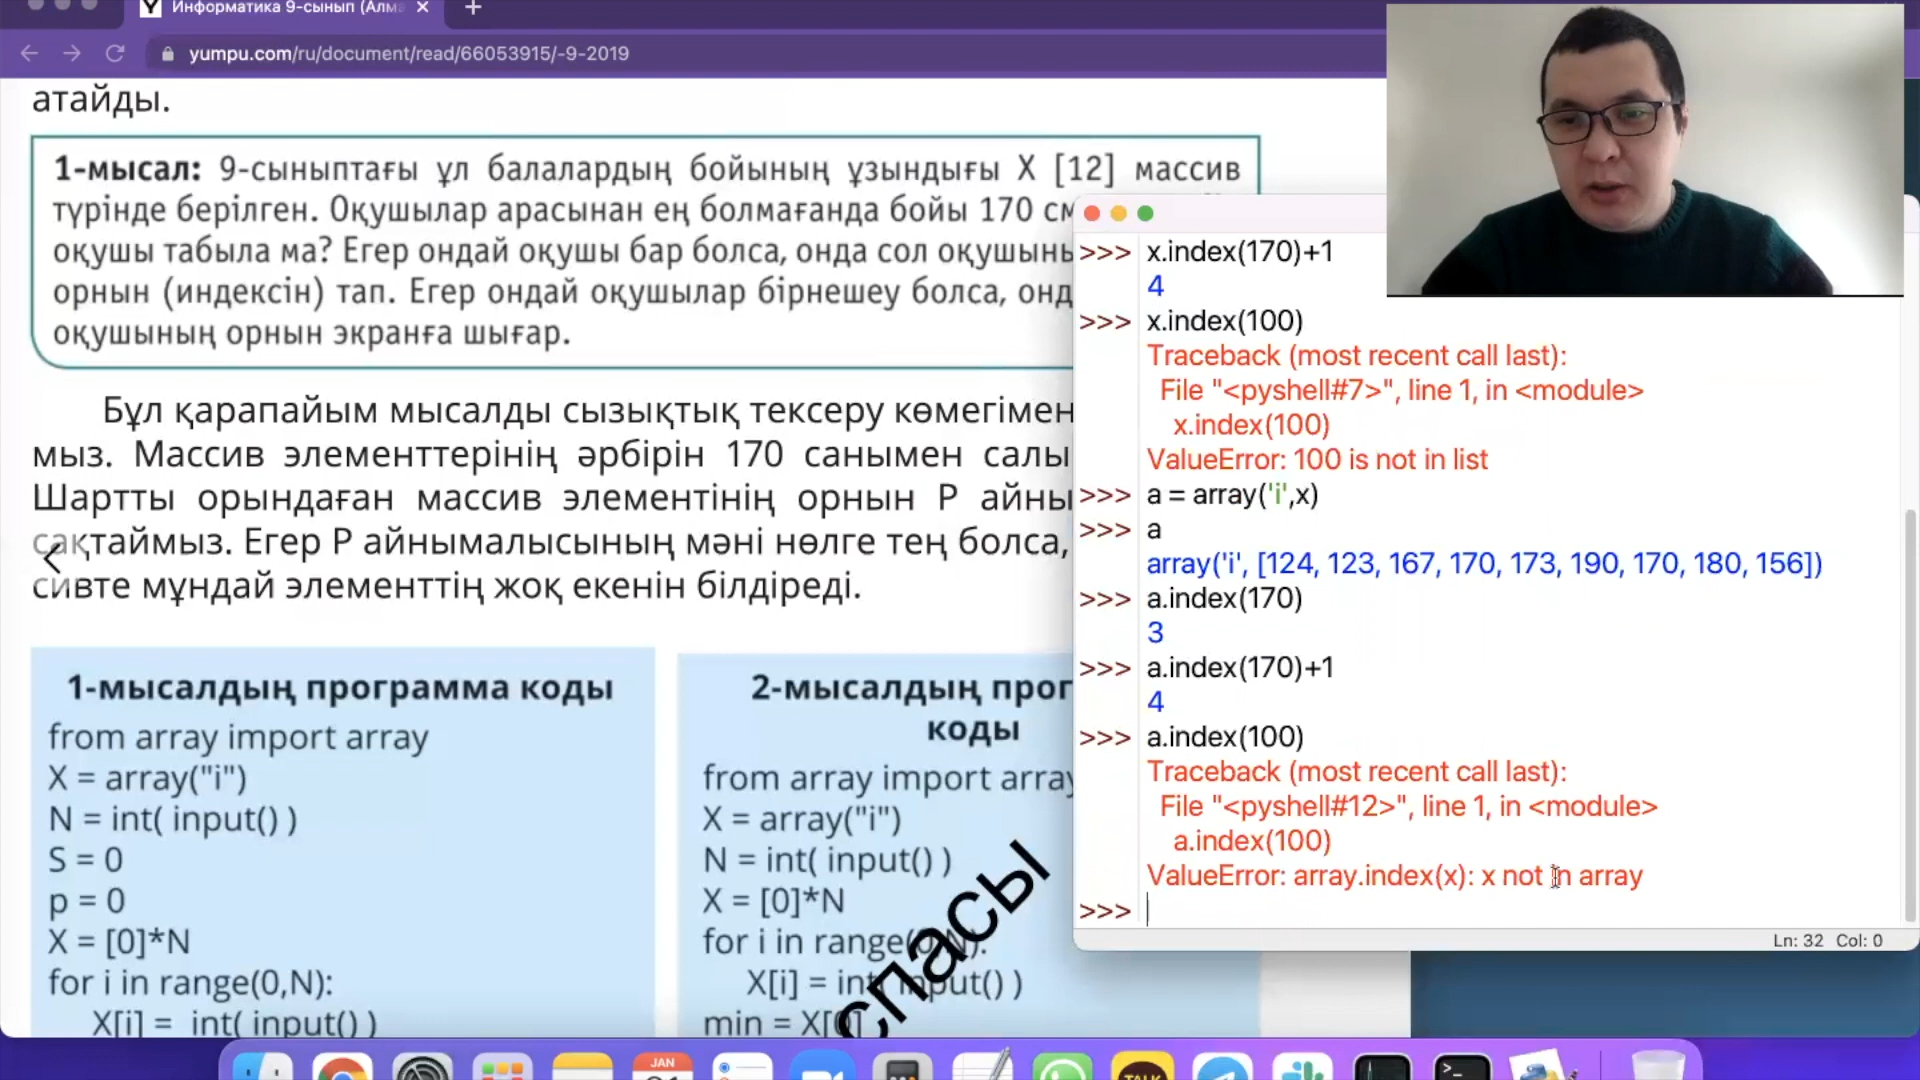 Информатика 9-сынып (Алма
yumpu.com/ru/document/read/66053915/-9-2019
атайды.
1-мысал: 9-сыныптағы ұл балалардың бойының ұзындығы X [12] массив
түрінде берілген. Оқушылар арасынан ең болмағанда бойы 170 см
оқушы табыла ма? Егер ондай оқушы бар болса, онда сол оқушың
орнын (индексін) тап. Егер ондай оқушылар бірнешеу болса, онд
оқушының орнын экранға шығар.
Бұл қарапайым мысалды сызықтық тексеру көмегімен
мыз. Массив элементтерінің әрбірін 170 санымен салы
Шартты орындаған массив элементінің орнын P айны
сақтаймыз. Егер P айнымалысының мәні нөлге тең болса,
сивте мұндай элементтің жоқ екенін білдіреді.
1-мысалдың программа коды
from array import array
X = array("i")
N = int( input() )
S = 0
p = 0
X = [0]*N
for i in range(0,N):
X[i] = int( input() )
2-мысалдың прог
коды
from array import array
X = array("i")
N = int( input() )
X = [0]*N
for i in range(0,N):
X[i] = int( input() )
min = X[0]
спасы
>>> x.index(170)+1
4
>>> x.index(100)
Traceback (most recent call last):
File "<pyshell#7>", line 1, in <module>
x.index(100)
ValueError: 100 is not in list
>>> a = array('i',x)
>>> a
array('i', [124, 123, 167, 170, 173, 190, 170, 180, 156])
>>> a.index(170)
3
>>> a.index(170)+1
4
>>> a.index(100)
Traceback (most recent call last):
File "<pyshell#12>", line 1, in <module>
a.index(100)
ValueError: array.index(x): x not in array
>>>
Ln: 32 Col: 0
JAN
TALK